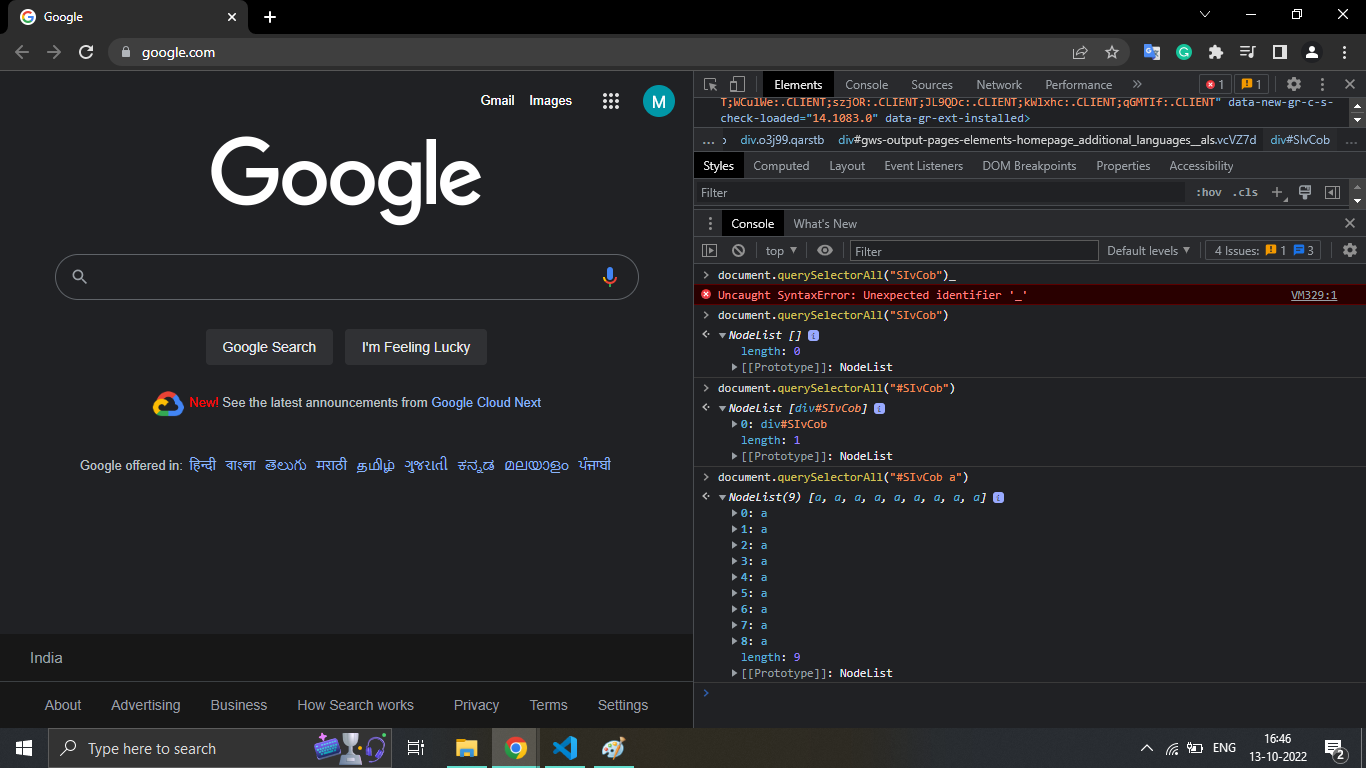 Google
google.com
Gmail Images
M
Google
Google Search I'm Feeling Lucky
New! See the latest announcements from Google Cloud Next
Google offered in: हिन्दी বাংলা తెలుగు मराठी தமிழ் ગુજરાતી ಕನ್ನಡ മലയാളം ਪੰਜਾਬੀ
India
About Advertising Business How Search works Privacy Terms Settings
Elements Console Sources Network Performance » 1 1
T;WCulWe:.CLIENT;szjOR:.CLIENT;JL9QDc:.CLIENT;kWlxhc:.CLIENT;qGMTIf:.CLIENT" data-new-gr-c-s-
check-loaded="14.1083.0" data-gr-ext-installed>
... div.o3j99.qarstb div#gws-output-pages-elements-homepage_additional_languages__als.vcVZ7d div#SIvCob ...
Styles Computed Layout Event Listeners DOM Breakpoints Properties Accessibility
Filter :hov .cls +
Console What's New
top Filter Default levels 4 Issues: 1 3
document.querySelectorAll("SIvCob")_
Uncaught SyntaxError: Unexpected identifier '_' VM329:1
document.querySelectorAll("SIvCob")
NodeList [] i
length: 0
[[Prototype]]: NodeList
document.querySelectorAll("#SIvCob")
NodeList [div#SIvCob] i
0: div#SIvCob
length: 1
[[Prototype]]: NodeList
document.querySelectorAll("#SIvCob a")
NodeList(9) [a, a, a, a, a, a, a, a, a] i
0: a
1: a
2: a
3: a
4: a
5: a
6: a
7: a
8: a
length: 9
[[Prototype]]: NodeList
Type here to search
ENG
16:46
13-10-2022
2